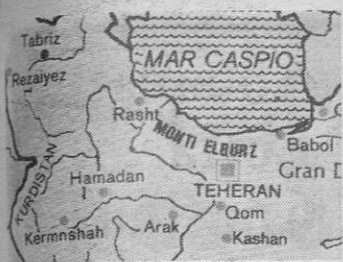 Tabriz
MAR CASPIO
Rezaiyez
Rasht
MONTI ELBURZ
Babol
KURDISTAN
Gran
Hamadan
TEHERAN
Qom
Kermnshah
Arak
Kashan